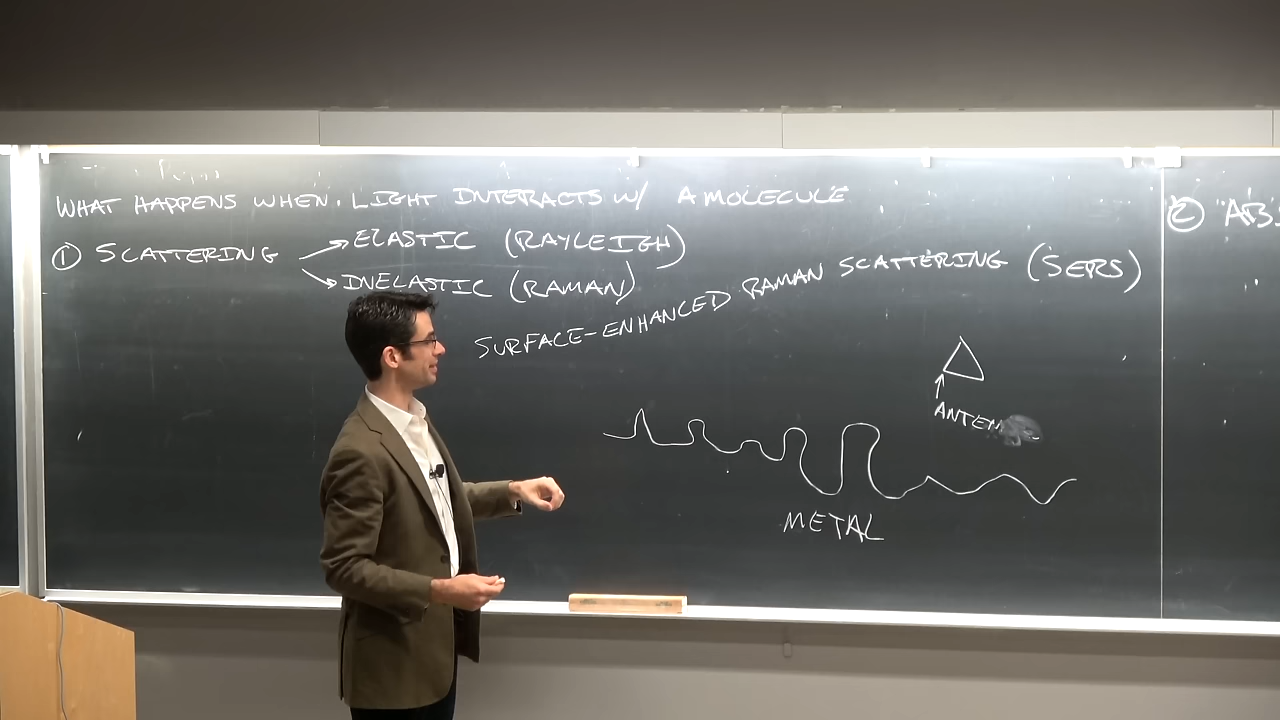 WHAT HAPPENS WHEN LIGHT INTERACTS W/ A MOLECULE
① SCATTERING
ELASTIC (RAYLEIGH)
INELASTIC (RAMAN)
SURFACE-ENHANCED RAMAN SCATTERING (SERS)
ANTEN
METAL
② "AB